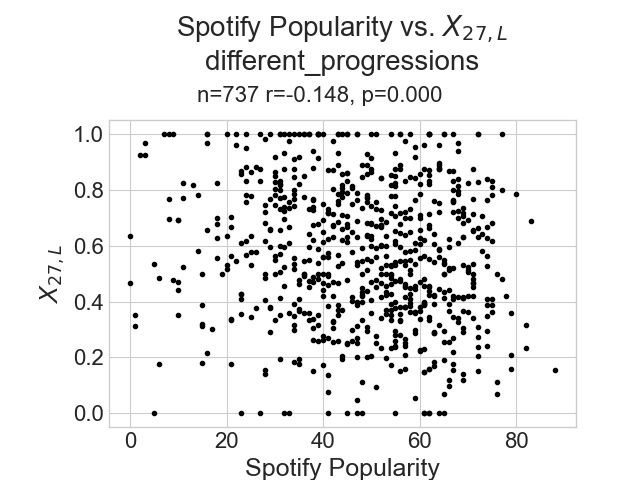 Spotify Popularity vs. X27, L
different_progressions
n=737 r=-0.148, p=0.000
1.0
0.8
0.6
0.4
0.2
0.0
X27, L
0 20 40 60 80
Spotify Popularity